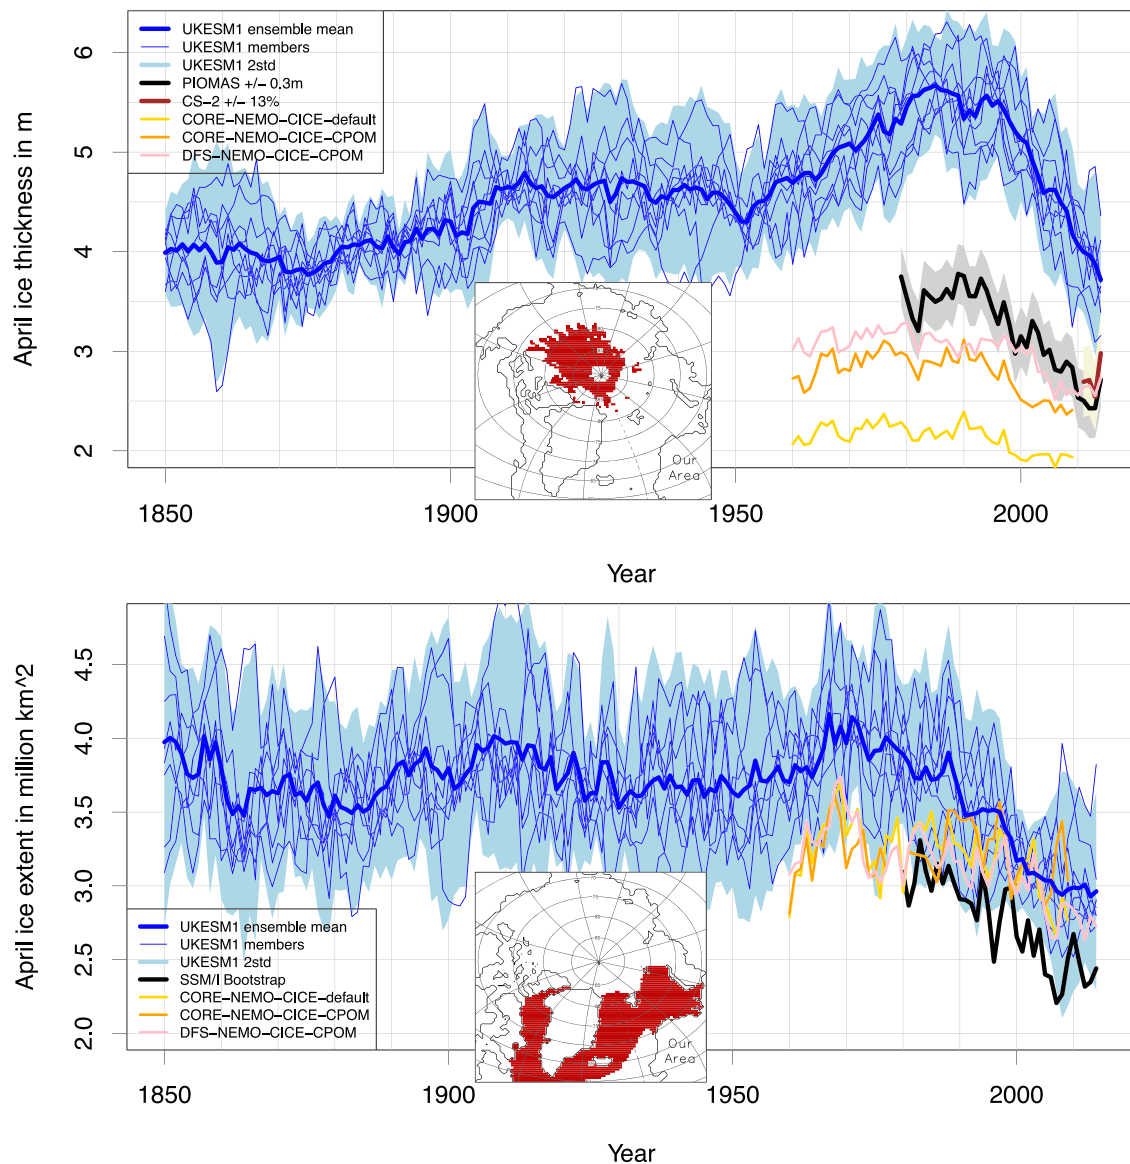 UKESM1 ensemble mean
UKESM1 members
UKESM1 2std
PIOMAS +/− 0.3m
CS−2 +/− 13%
CORE−NEMO−CICE−default
CORE−NEMO−CICE−CPOM
DFS−NEMO−CICE−CPOM
April ice thickness in m
6
5
4
3
2
Our
Area
1850
1900
1950
2000
Year
April ice extent in million km^2
4.5
4.0
3.5
3.0
2.5
2.0
UKESM1 ensemble mean
UKESM1 members
UKESM1 2std
SSM/I Bootstrap
CORE−NEMO−CICE−default
CORE−NEMO−CICE−CPOM
DFS−NEMO−CICE−CPOM
Our
Area
1850
1900
1950
2000
Year